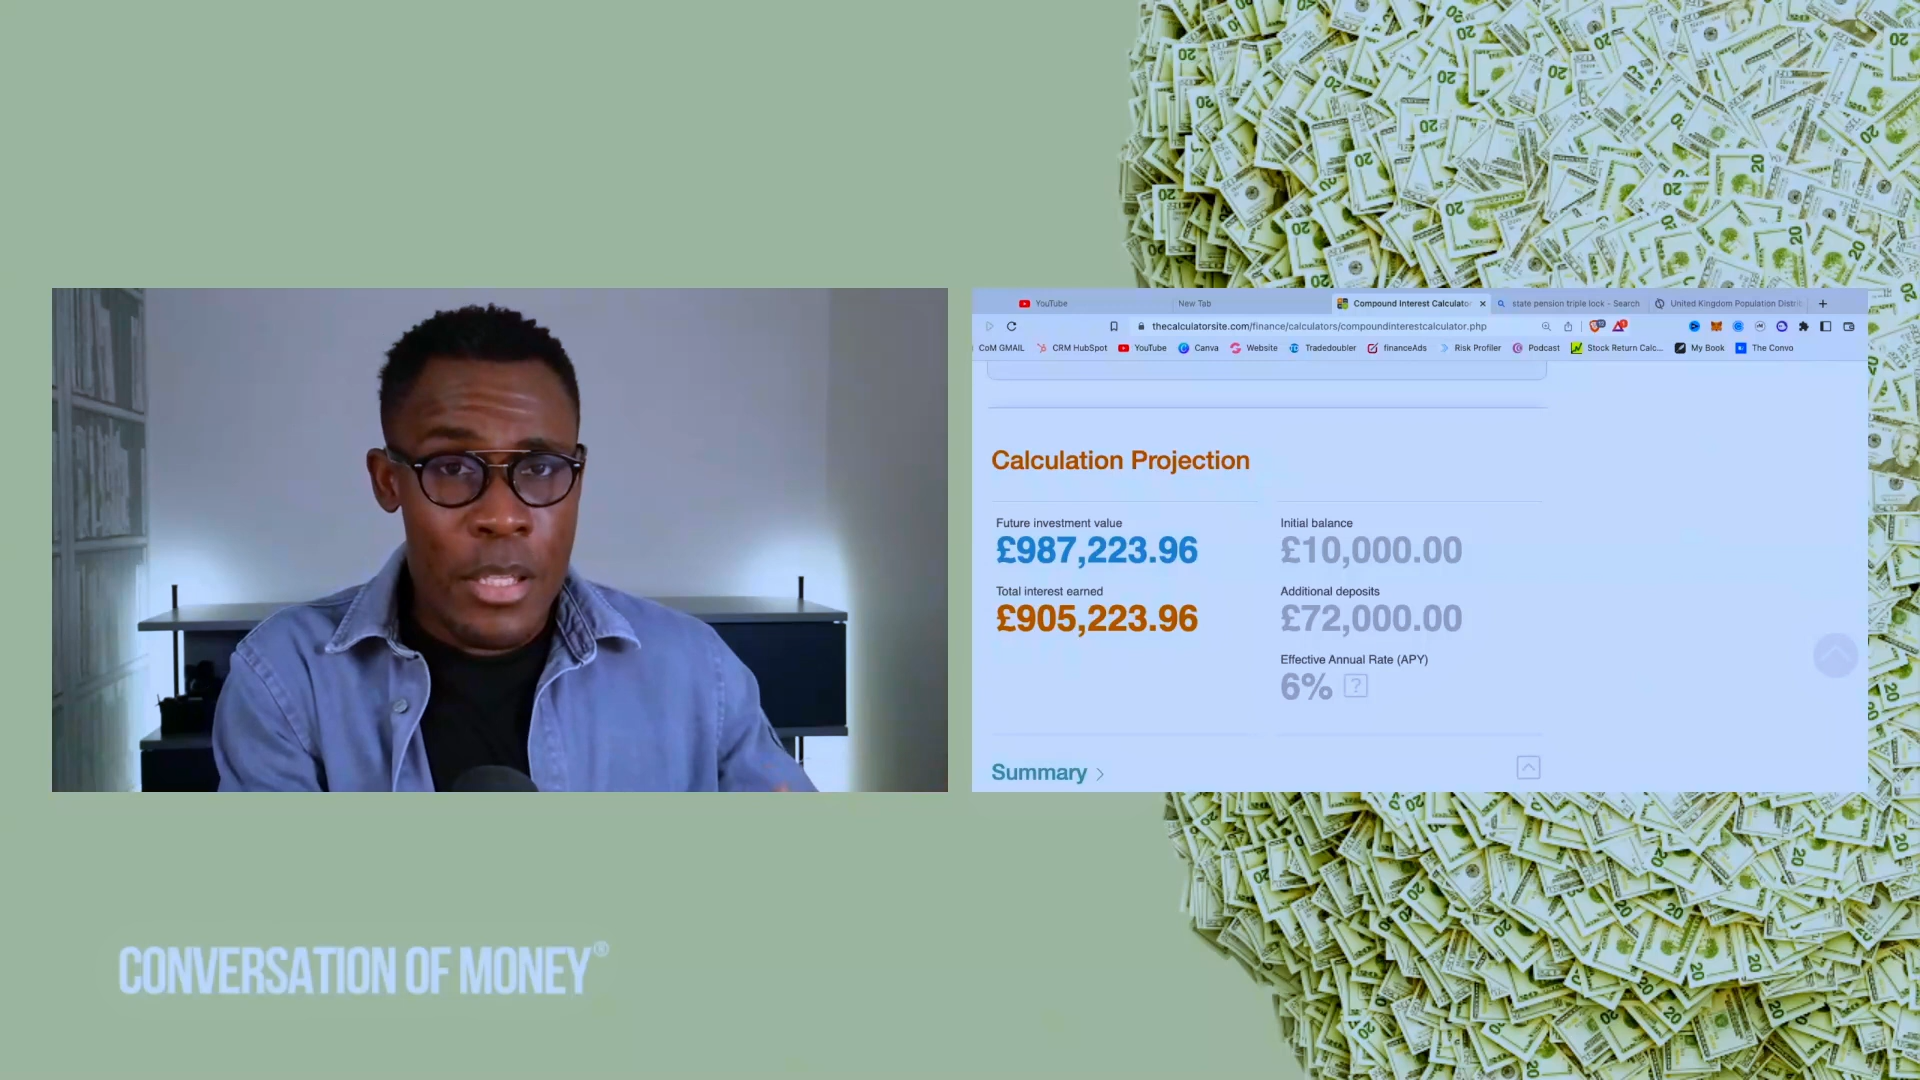 YouTube
New Tab
Compound Interest Calculator
state pension triple lock - Search
United Kingdom Population Distrib
thecalculatorsite.com/finance/calculators/compoundinterestcalculator.php
CoM GMAIL
CRM HubSpot
YouTube
Canva
Website
Tradedoubler
financeAds
Risk Profiler
Podcast
Stock Return Calc...
My Book
The Convo
Calculation Projection
Future investment value
£987,223.96
Initial balance
£10,000.00
Total interest earned
£905,223.96
Additional deposits
£72,000.00
Effective Annual Rate (APY)
6% ?
Summary >
CONVERSATION OF MONEY®